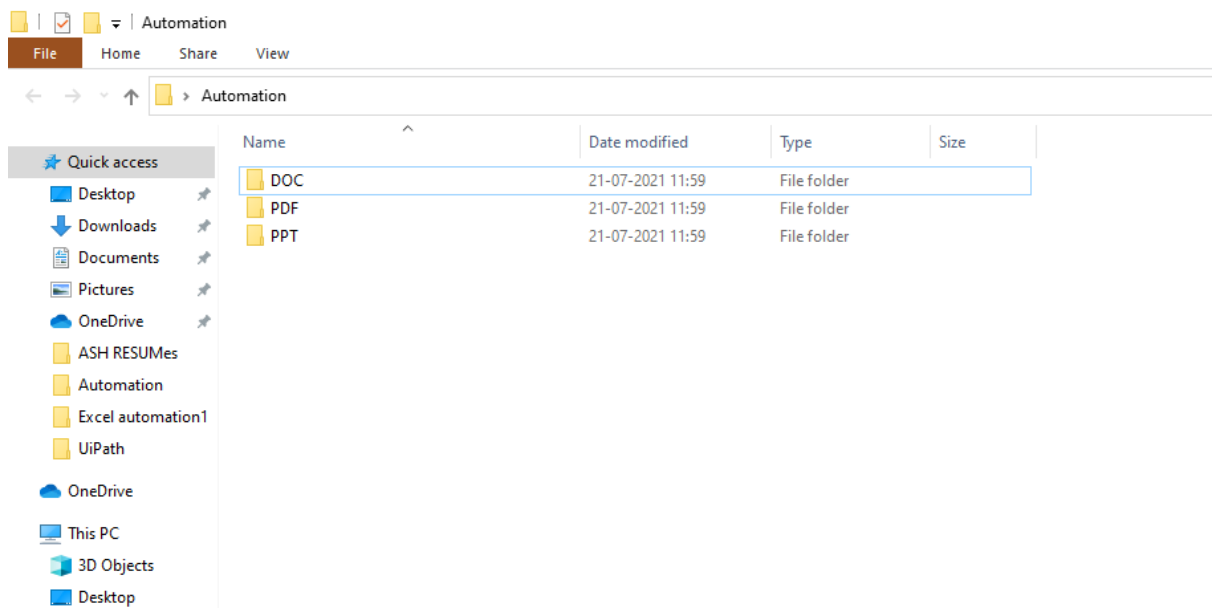 Automation
File Home Share View
Automation
Name Date modified Type Size
Quick access
DOC 21-07-2021 11:59 File folder
Desktop
PDF 21-07-2021 11:59 File folder
Downloads
PPT 21-07-2021 11:59 File folder
Documents
Pictures
OneDrive
ASH RESUMes
Automation
Excel automation1
UiPath
OneDrive
This PC
3D Objects
Desktop